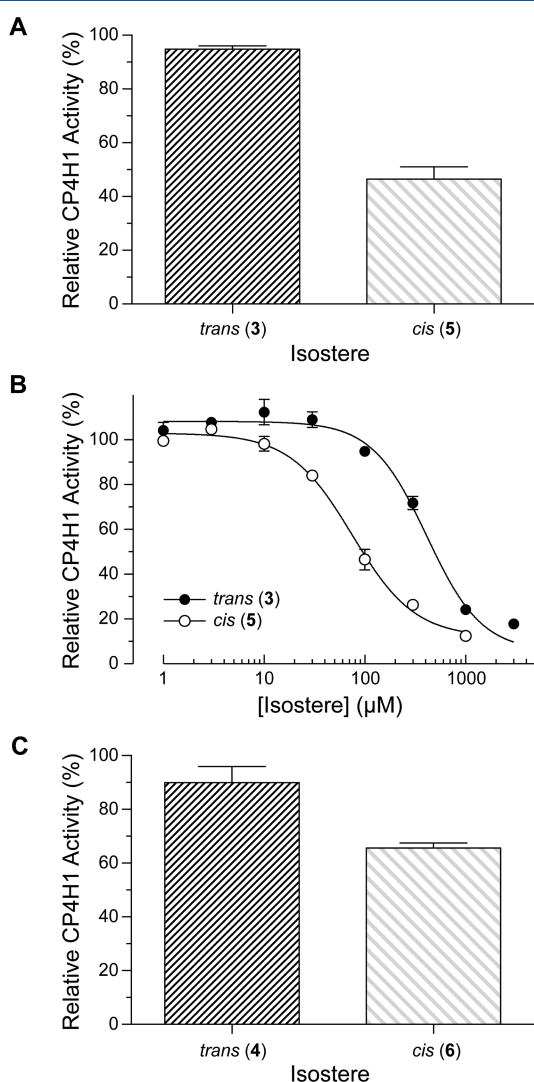 A
Relative CP4H1 Activity (%)
100
80
60
40
20
0
trans (3)
cis (5)
Isostere
B
Relative CP4H1 Activity (%)
100
80
60
40
20
0
trans (3)
cis (5)
1
10
100
1000
[Isostere] (µM)
C
Relative CP4H1 Activity (%)
100
80
60
40
20
0
trans (4)
cis (6)
Isostere